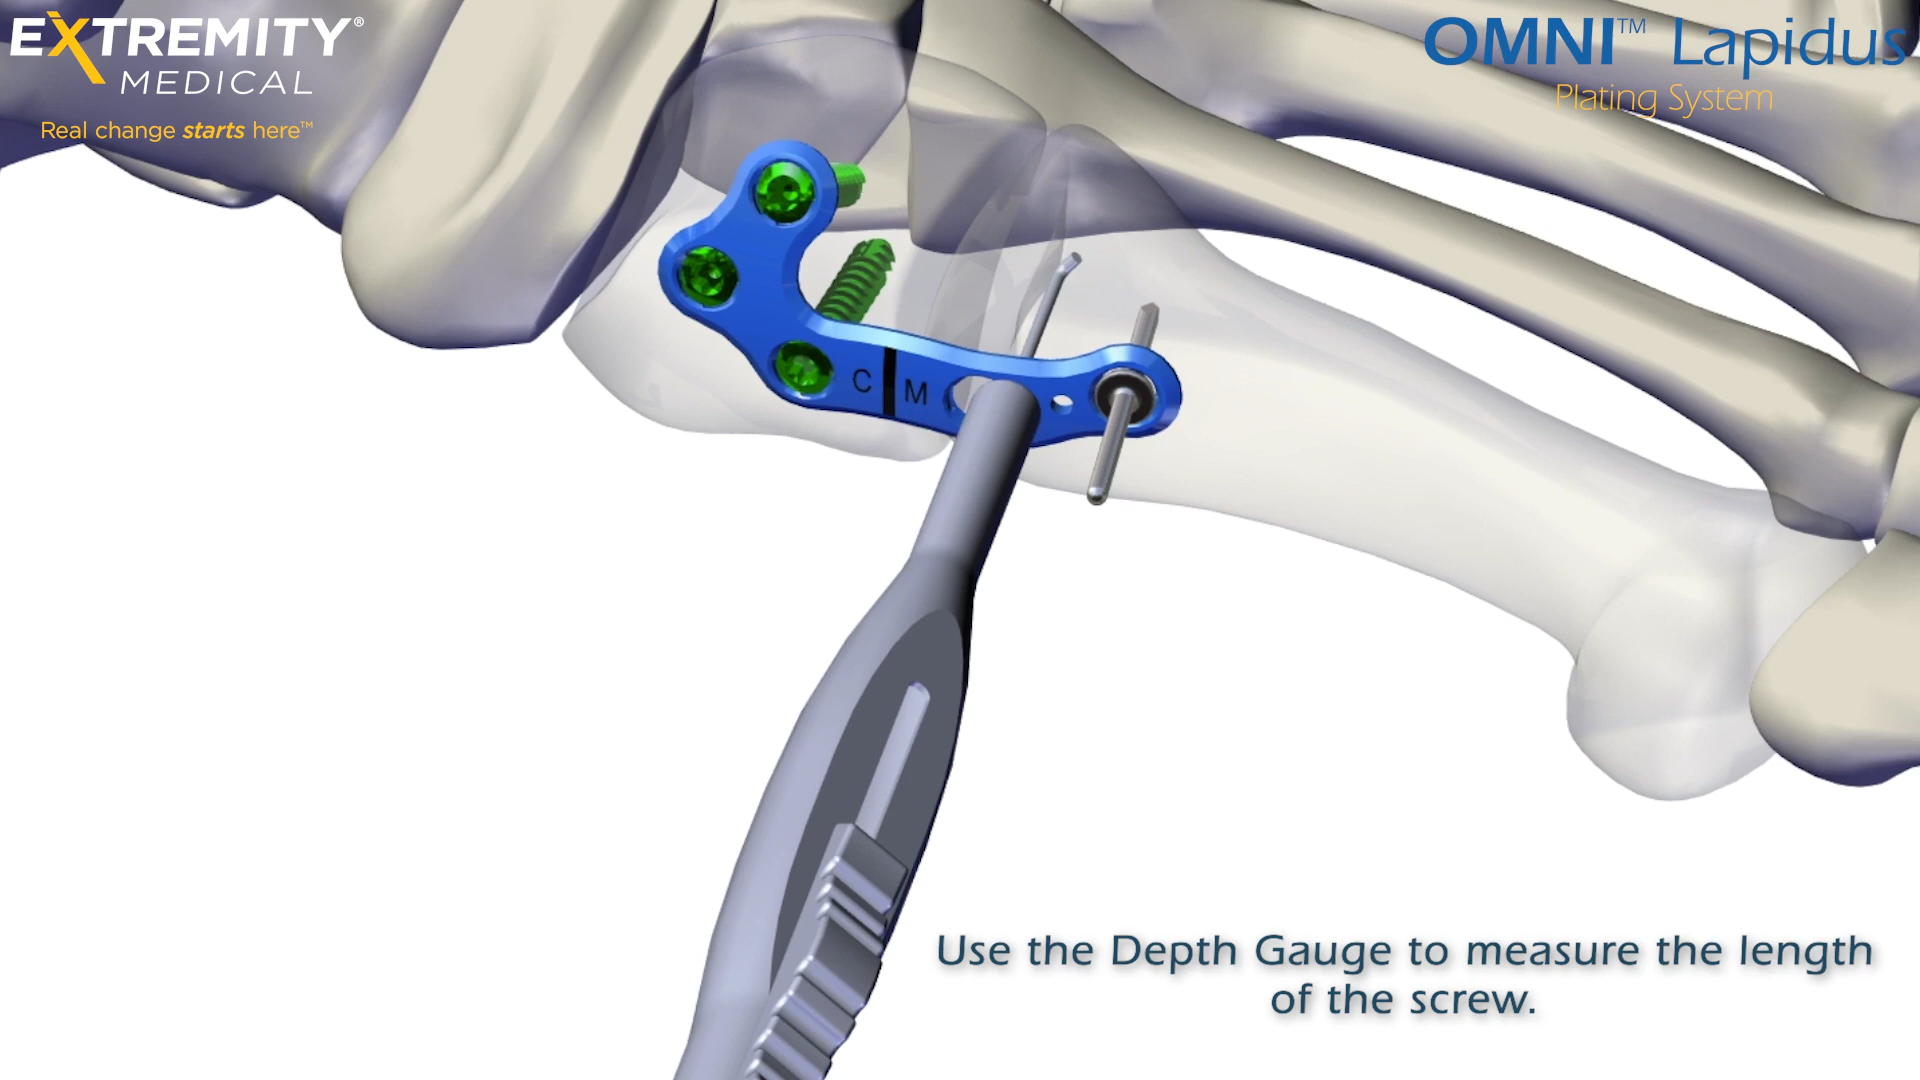 EXTREMITY®
MEDICAL
Real change starts here™
OMNI™ Lapidus
Plating System
C M
Use the Depth Gauge to measure the length
of the screw.